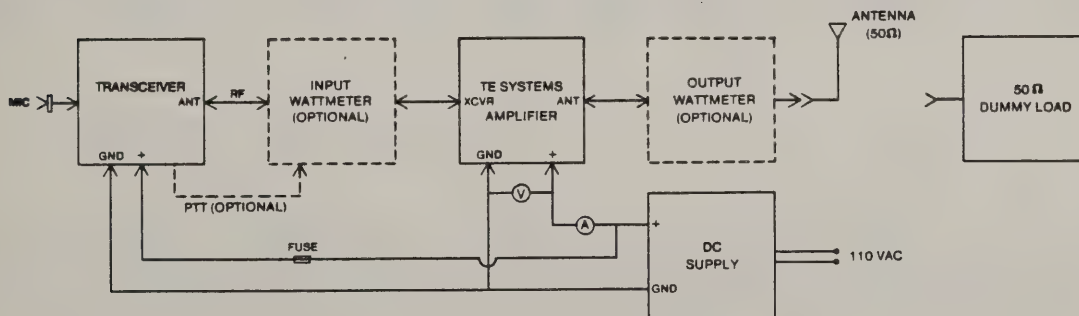 MIC
TRANSCEIVER
ANT
GND +
RF
PTT (OPTIONAL)
INPUT
WATTMETER
(OPTIONAL)
TE SYSTEMS
XCVR ANT
AMPLIFIER
GND +
OUTPUT
WATTMETER
(OPTIONAL)
ANTENNA
(50Ω)
50 Ω
DUMMY LOAD
V
A
FUSE
+
DC
SUPPLY
GND
110 VAC